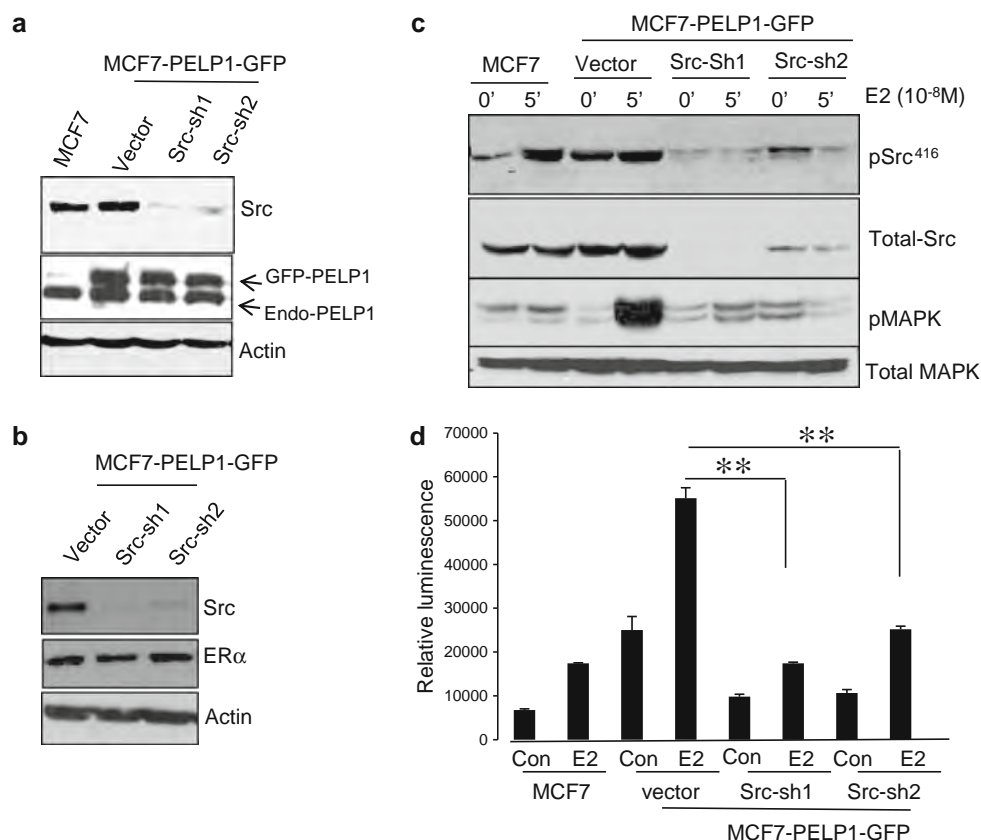 a
MCF7-PELP1-GFP
MCF7
Vector
Src-sh1
Src-sh2
Src
GFP-PELP1
Endo-PELP1
Actin
b
MCF7-PELP1-GFP
Vector
Src-sh1
Src-sh2
Src
ERα
Actin
c
MCF7-PELP1-GFP
MCF7 Vector Src-Sh1 Src-sh2
0’ 5’ 0’ 5’ 0’ 5’ 0’ 5’ E2 (10⁻⁸M)
pSrc⁴¹⁶
Total-Src
pMAPK
Total MAPK
d
Relative luminescence
70000
60000
50000
40000
30000
20000
10000
0
**
**
Con E2 Con E2 Con E2 Con E2
MCF7 vector Src-sh1 Src-sh2
MCF7-PELP1-GFP